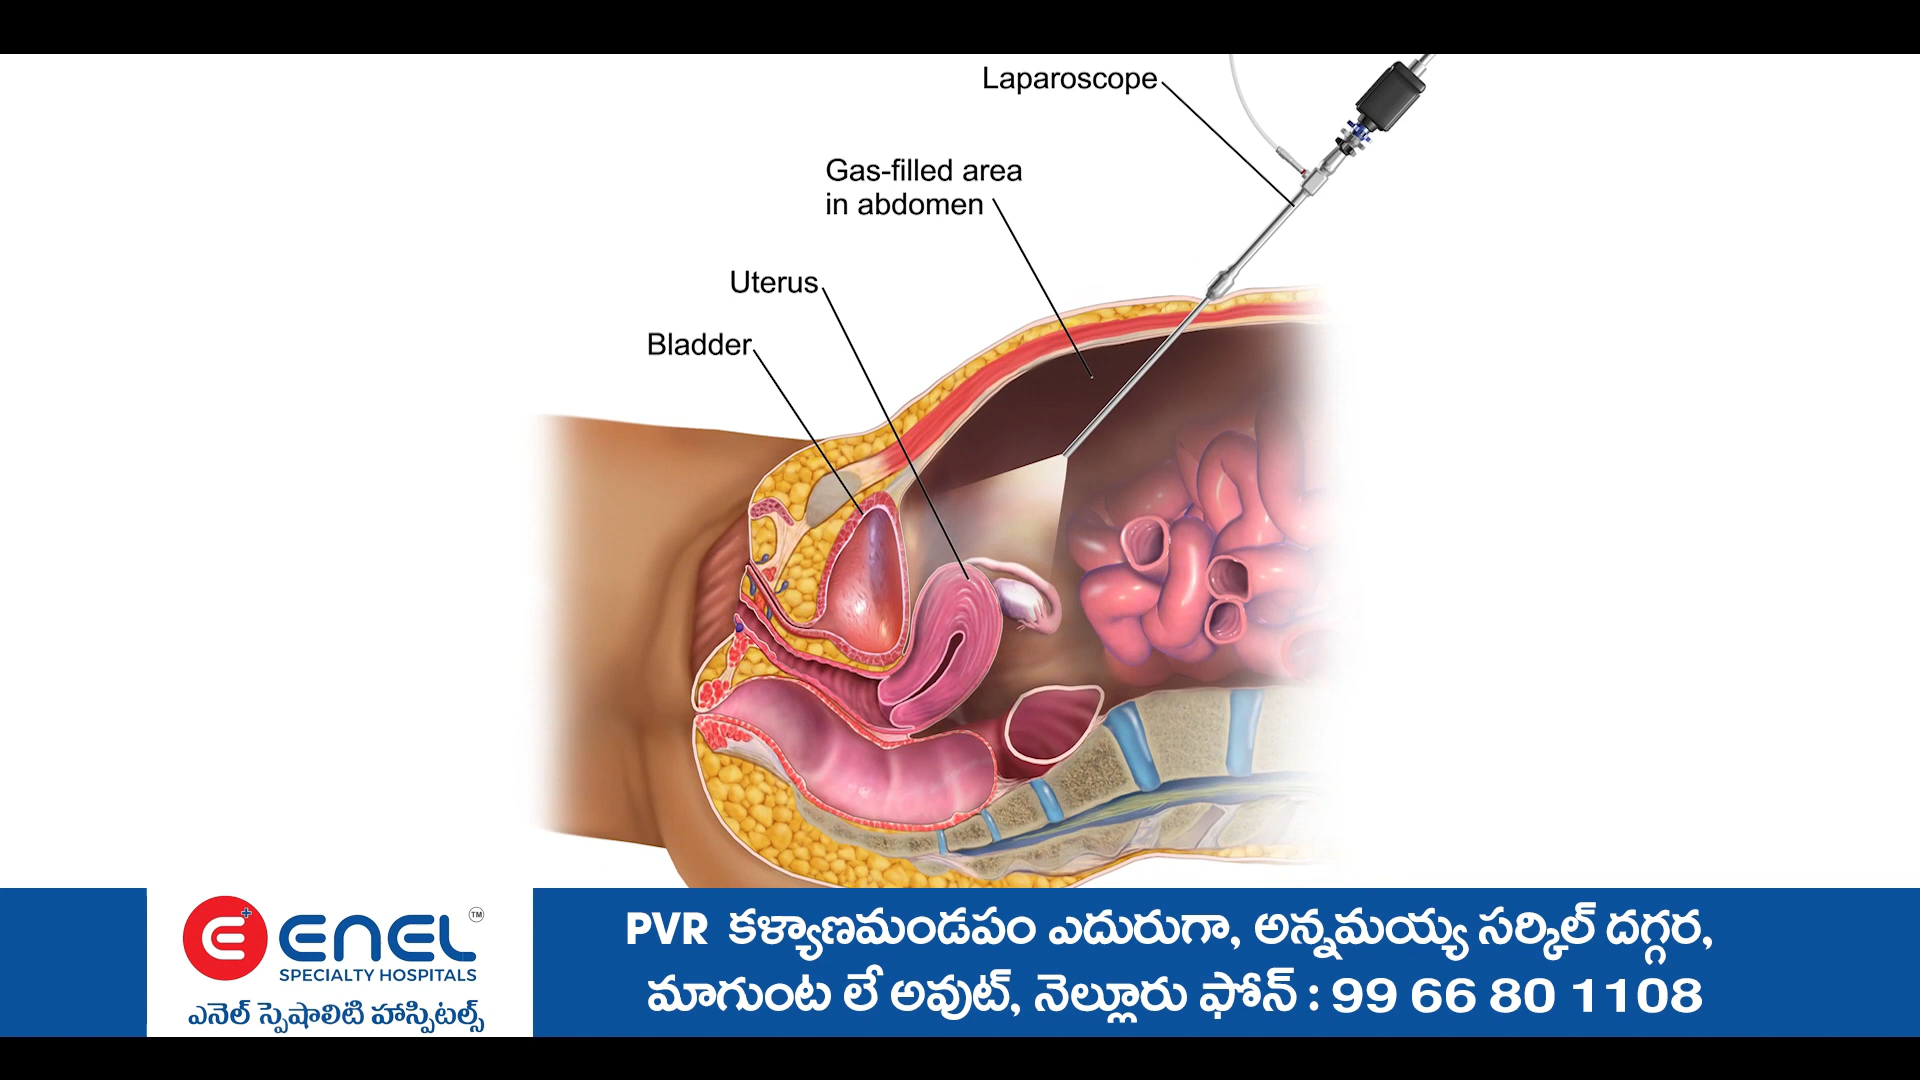 Laparoscope
Gas-filled area
in abdomen
Uterus
Bladder
ENEL™
SPECIALTY HOSPITALS
ఎనెల్ స్పెషాలిటి హాస్పిటల్స్
PVR కళ్యాణమండపం ఎదురుగా, అన్నమయ్య సర్కిల్ దగ్గర,
మాగుంట లే అవుట్, నెల్లూరు ఫోన్ : 99 66 80 1108